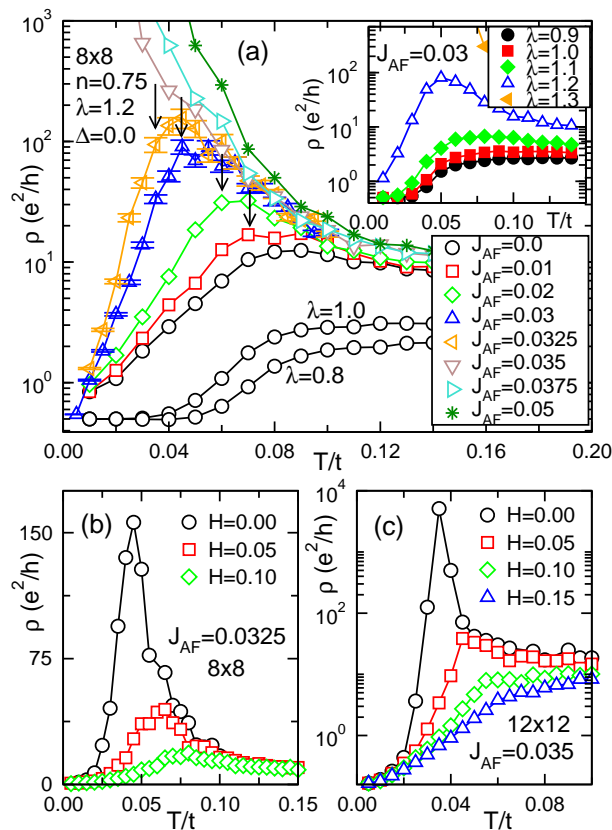 (a)
8x8
n=0.75
λ=1.2
Δ=0.0
ρ (e²/h)
10³
10²
10¹
10⁰
0.00 0.04 0.08 0.12 0.16 0.20
T/t
λ=1.0
λ=0.8
J_AF=0.03
λ=0.9
λ=1.0
λ=1.1
λ=1.2
λ=1.3
ρ (e²/h)
10²
10¹
10⁰
0.00 0.05 0.10
T/t
J_AF=0.0
J_AF=0.01
J_AF=0.02
J_AF=0.03
J_AF=0.0325
J_AF=0.035
J_AF=0.0375
J_AF=0.05
(b)
H=0.00
H=0.05
H=0.10
J_AF=0.0325
8x8
ρ (e²/h)
150
75
0
0.00 0.05 0.10 0.15
T/t
(c)
H=0.00
H=0.05
H=0.10
H=0.15
12x12
J_AF=0.035
ρ (e²/h)
10⁴
10²
10⁰
0.00 0.04 0.08
T/t